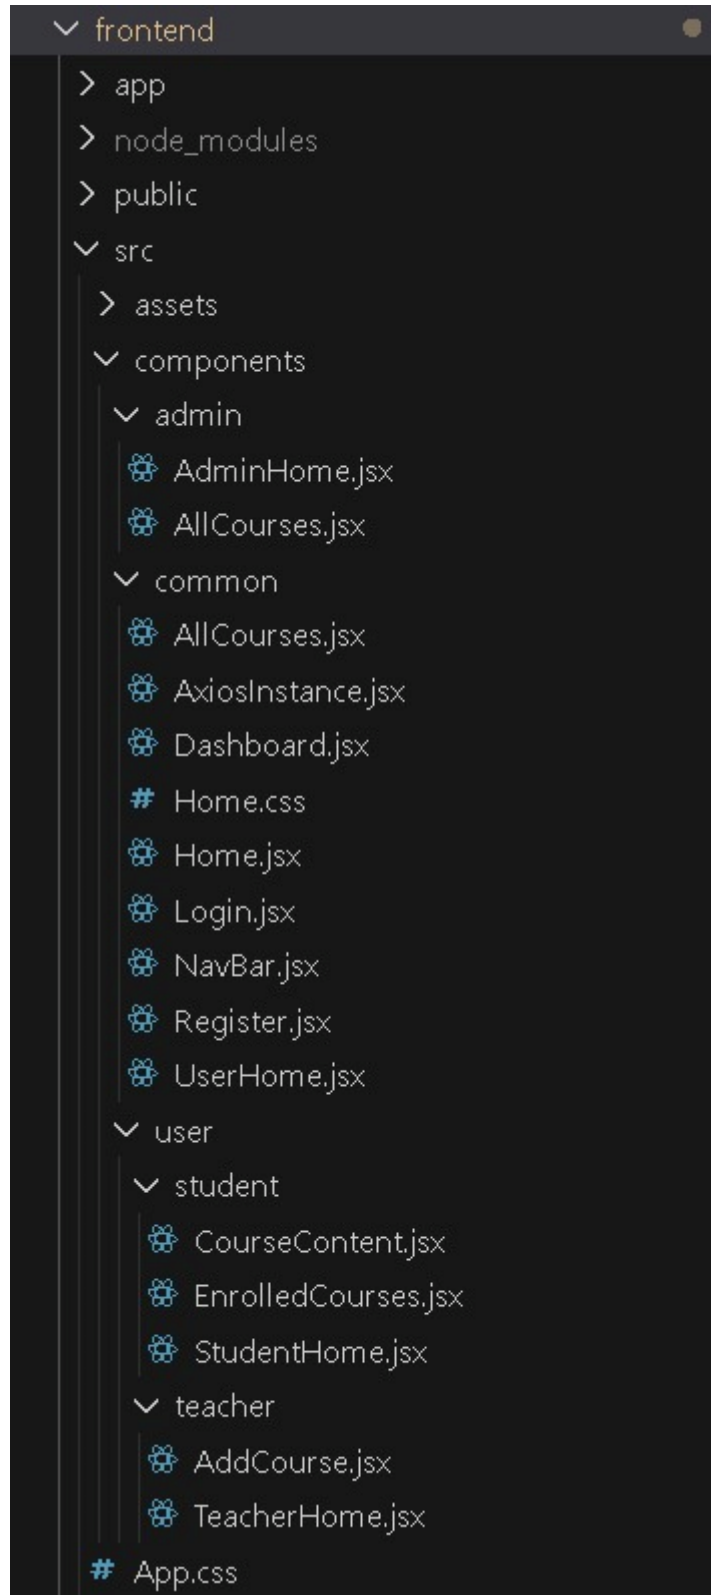 frontend
app
node_modules
public
src
assets
components
admin
AdminHome.jsx
AllCourses.jsx
common
AllCourses.jsx
AxiosInstance.jsx
Dashboard.jsx
# Home.css
Home.jsx
Login.jsx
NavBar.jsx
Register.jsx
UserHome.jsx
user
student
CourseContent.jsx
EnrolledCourses.jsx
StudentHome.jsx
teacher
AddCourse.jsx
TeacherHome.jsx
# App.css